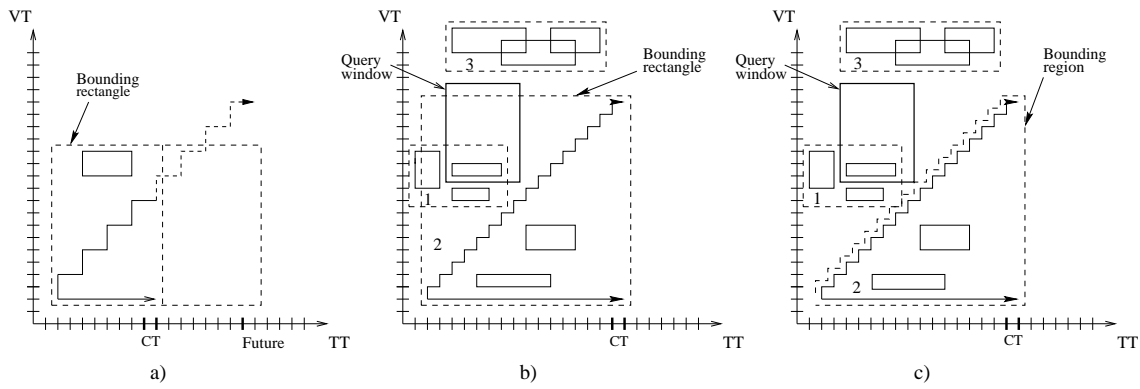 VT
Bounding
rectangle
CT
Future
TT
a)
VT
Query
window
3
Bounding
rectangle
1
2
CT
TT
b)
VT
Query
window
3
Bounding
region
1
2
CT
TT
c)